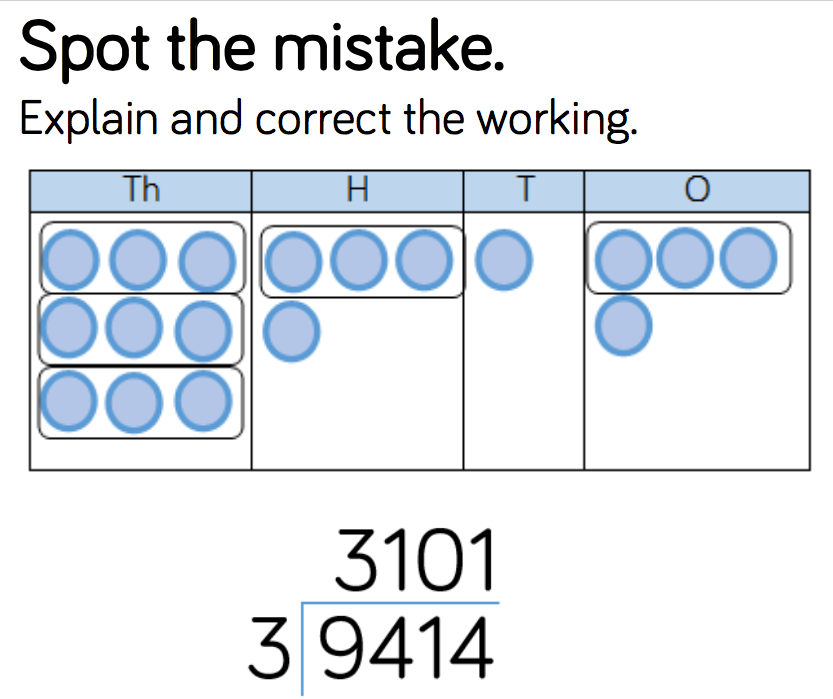 Spot the mistake.
Explain and correct the working.
Th H T O
3101
3 9414